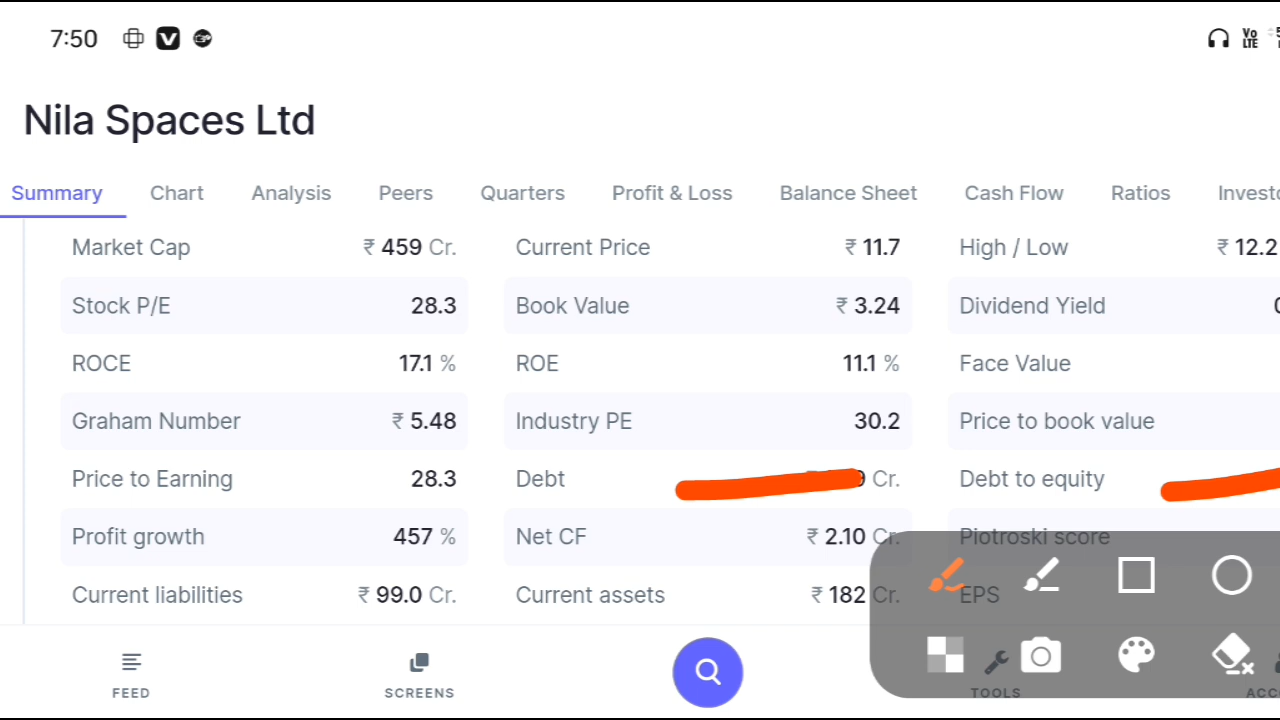 7:50 Vo LTE
Nila Spaces Ltd
Summary Chart Analysis Peers Quarters Profit & Loss Balance Sheet Cash Flow Ratios
Market Cap ₹ 459 Cr. Current Price ₹ 11.7 High / Low ₹ 12.2
Stock P/E 28.3 Book Value ₹ 3.24 Dividend Yield
ROCE 17.1 % ROE 11.1 % Face Value
Graham Number ₹ 5.48 Industry PE 30.2 Price to book value
Price to Earning 28.3 Debt Cr. Debt to equity
Profit growth 457 % Net CF ₹ 2.10 Cr. Piotroski score
Current liabilities ₹ 99.0 Cr. Current assets ₹ 182 Cr. EPS
FEED SCREENS TOOLS